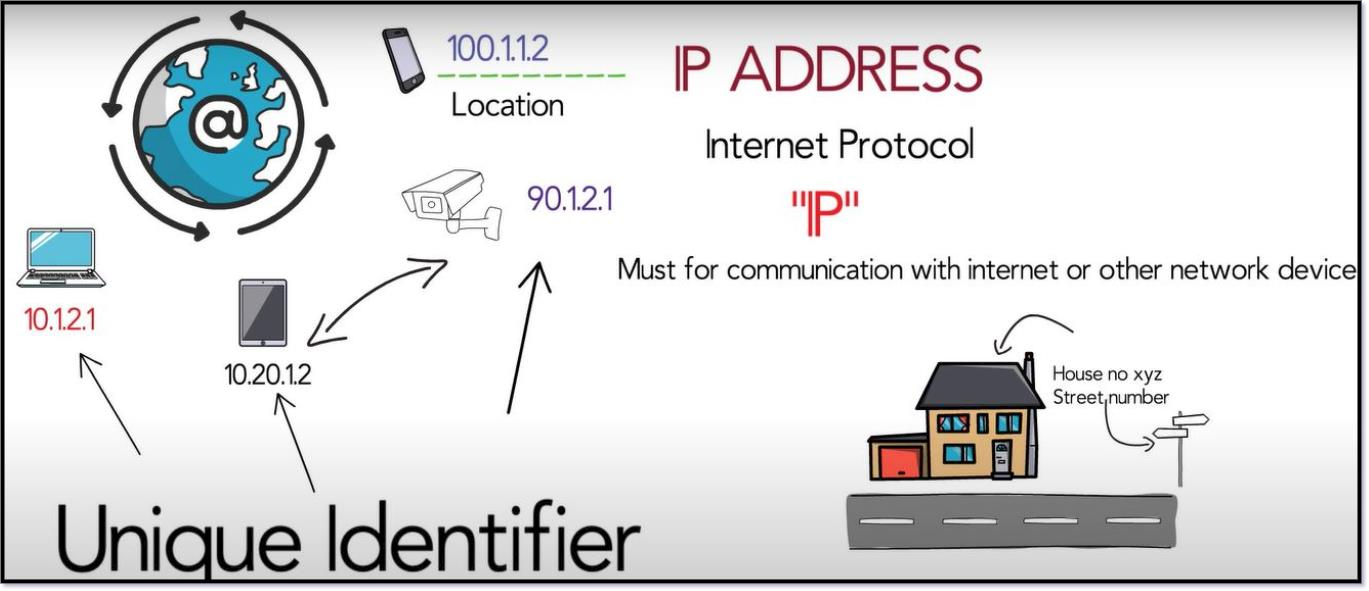 100.1.1.2
Location
IP ADDRESS
Internet Protocol
"IP"
Must for communication with internet or other network device
@
90.1.2.1
10.1.2.1
10.20.1.2
House no xyz
Street number
Unique Identifier